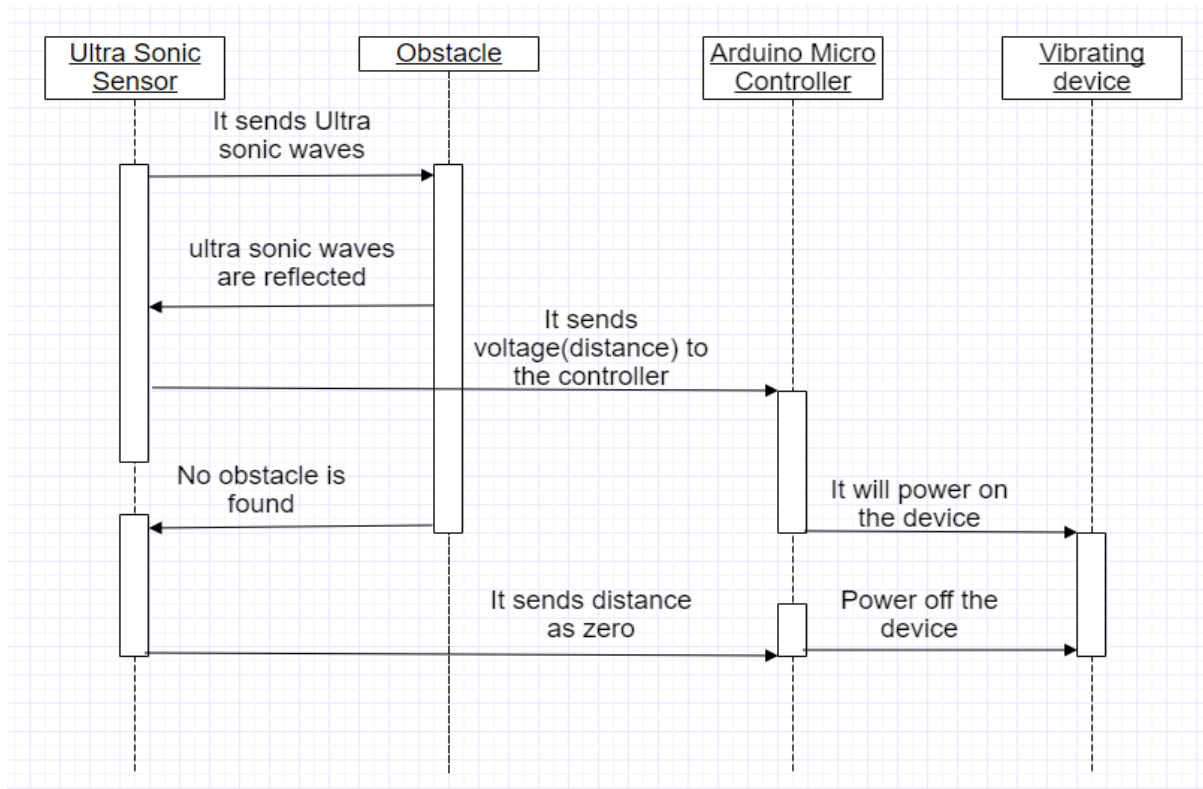 Ultra Sonic
Sensor
Obstacle
Arduino Micro
Controller
Vibrating
device
It sends Ultra
sonic waves
ultra sonic waves
are reflected
It sends
voltage(distance) to
the controller
No obstacle is
found
It will power on
the device
It sends distance
as zero
Power off the
device